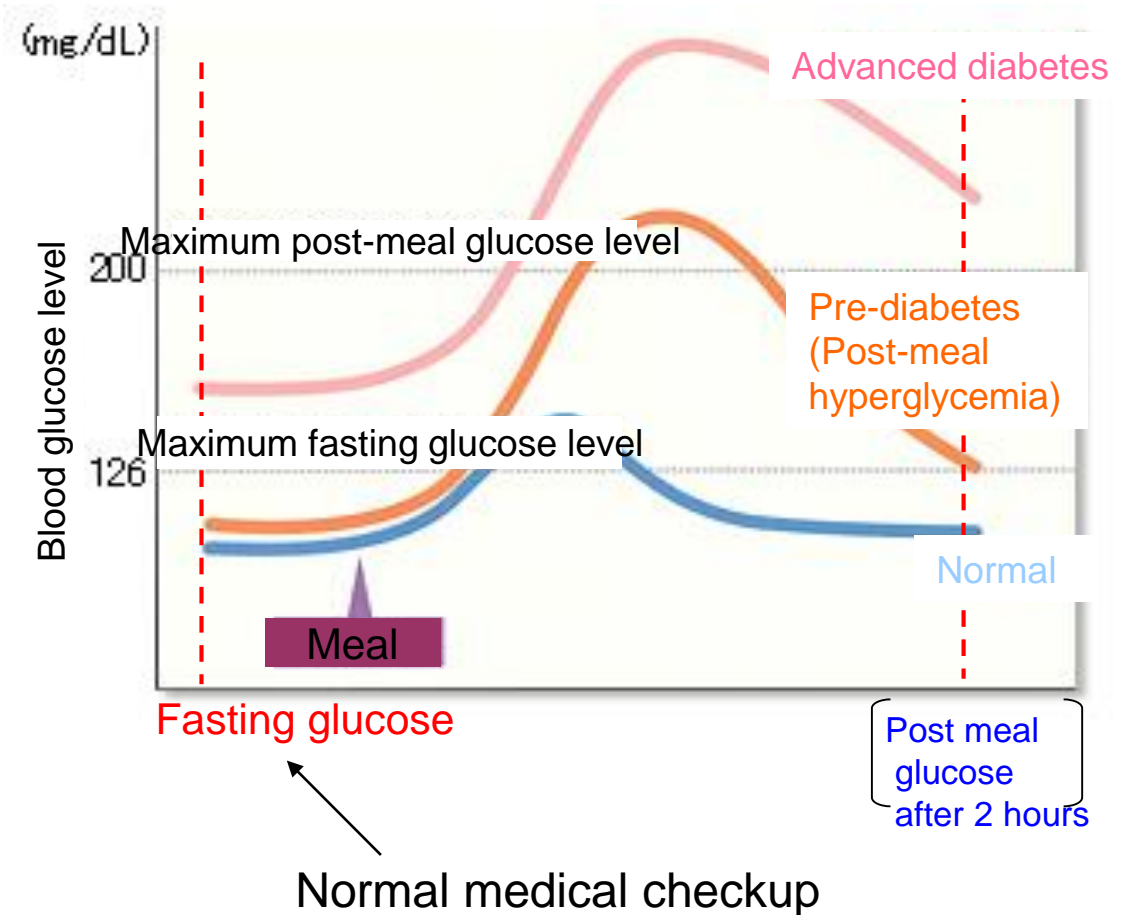 (mg/dL)
Advanced diabetes
Maximum post-meal glucose level
200
Blood glucose level
Pre-diabetes
(Post-meal
hyperglycemia)
Maximum fasting glucose level
126
Normal
Meal
Fasting glucose
Post meal
glucose
after 2 hours
Normal medical checkup